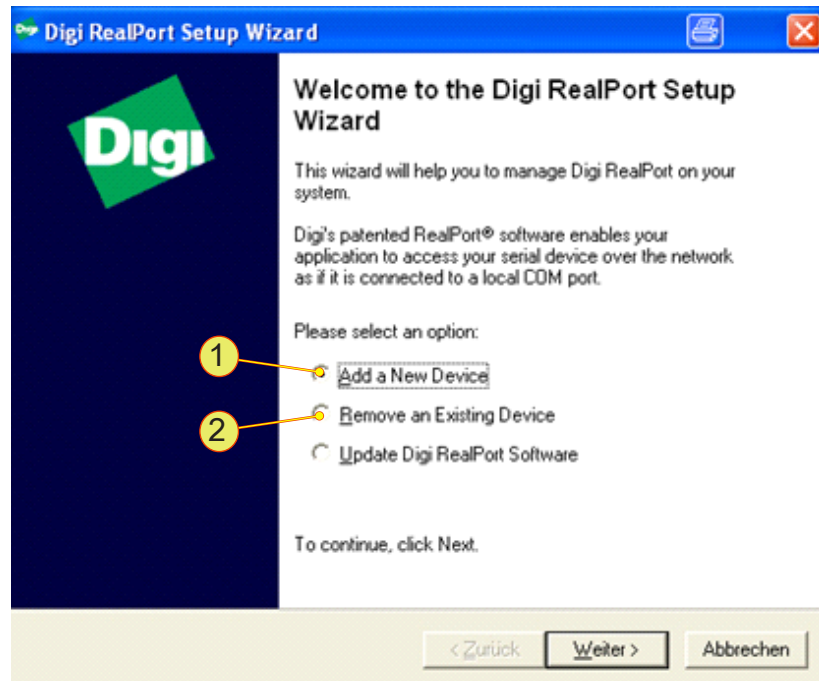 Digi RealPort Setup Wizard
Digi
Welcome to the Digi RealPort Setup
Wizard
This wizard will help you to manage Digi RealPort on your
system.
Digi's patented RealPort® software enables your
application to access your serial device over the network
as if it is connected to a local COM port.
Please select an option:
1
Add a New Device
2
Remove an Existing Device
Update Digi RealPort Software
To continue, click Next.
< Zurück Weiter > Abbrechen